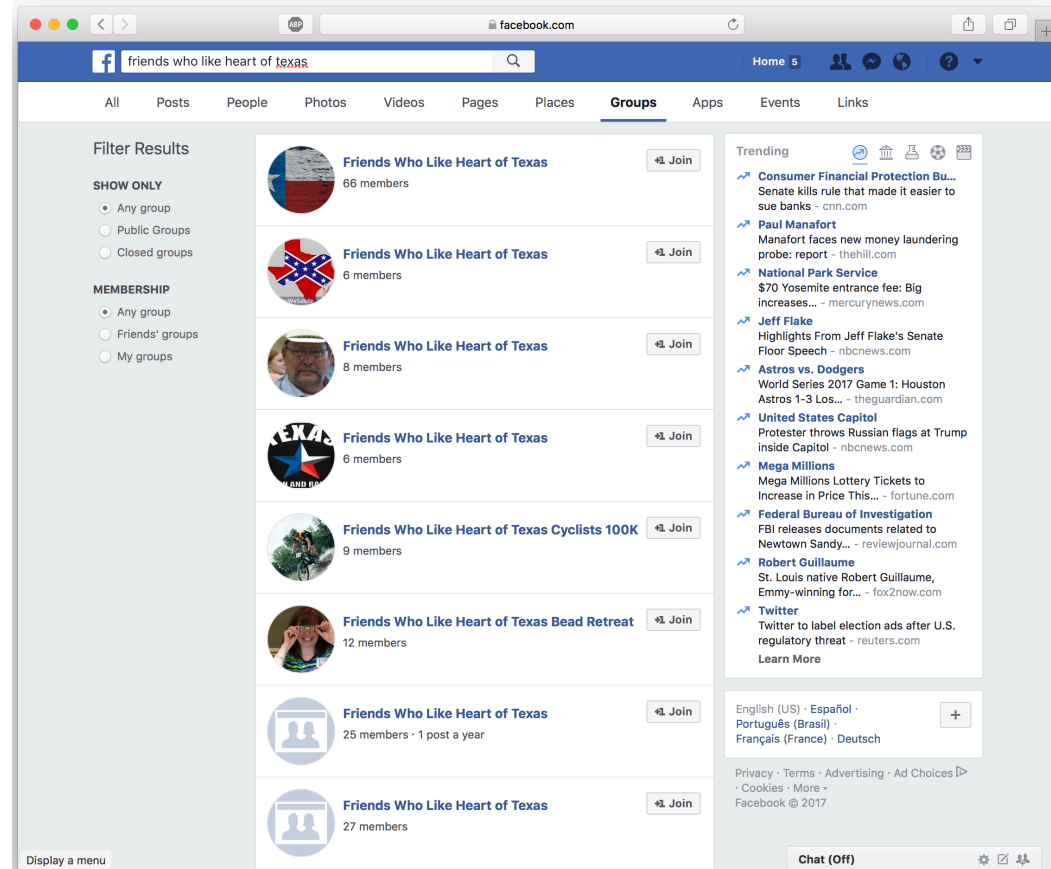 ABP
facebook.com
f
friends who like heart of texas
Home 5
?
All Posts People Photos Videos Pages Places Groups Apps Events Links
Filter Results
SHOW ONLY
Any group
Public Groups
Closed groups
MEMBERSHIP
Any group
Friends' groups
My groups
Friends Who Like Heart of Texas
66 members
+1 Join
Friends Who Like Heart of Texas
6 members
+1 Join
Friends Who Like Heart of Texas
8 members
+1 Join
TEXAS
AND
Friends Who Like Heart of Texas
6 members
+1 Join
Friends Who Like Heart of Texas Cyclists 100K
9 members
+1 Join
Friends Who Like Heart of Texas Bead Retreat
12 members
+1 Join
Friends Who Like Heart of Texas
25 members · 1 post a year
+1 Join
Friends Who Like Heart of Texas
27 members
+1 Join
Trending
Consumer Financial Protection Bu...
Senate kills rule that made it easier to
sue banks - cnn.com
Paul Manafort
Manafort faces new money laundering
probe: report - thehill.com
National Park Service
$70 Yosemite entrance fee: Big
increases... - mercurynews.com
Jeff Flake
Highlights From Jeff Flake's Senate
Floor Speech - nbcnews.com
Astros vs. Dodgers
World Series 2017 Game 1: Houston
Astros 1-3 Los... - theguardian.com
United States Capitol
Protester throws Russian flags at Trump
inside Capitol - nbcnews.com
Mega Millions
Mega Millions Lottery Tickets to
Increase in Price This... - fortune.com
Federal Bureau of Investigation
FBI releases documents related to
Newtown Sandy... - reviewjournal.com
Robert Guillaume
St. Louis native Robert Guillaume,
Emmy-winning for... - fox2now.com
Twitter
Twitter to label election ads after U.S.
regulatory threat - reuters.com
Learn More
English (US) · Español ·
Português (Brasil) ·
Français (France) · Deutsch
+
Privacy · Terms · Advertising · Ad Choices
· Cookies · More
Facebook © 2017
Display a menu
Chat (Off)